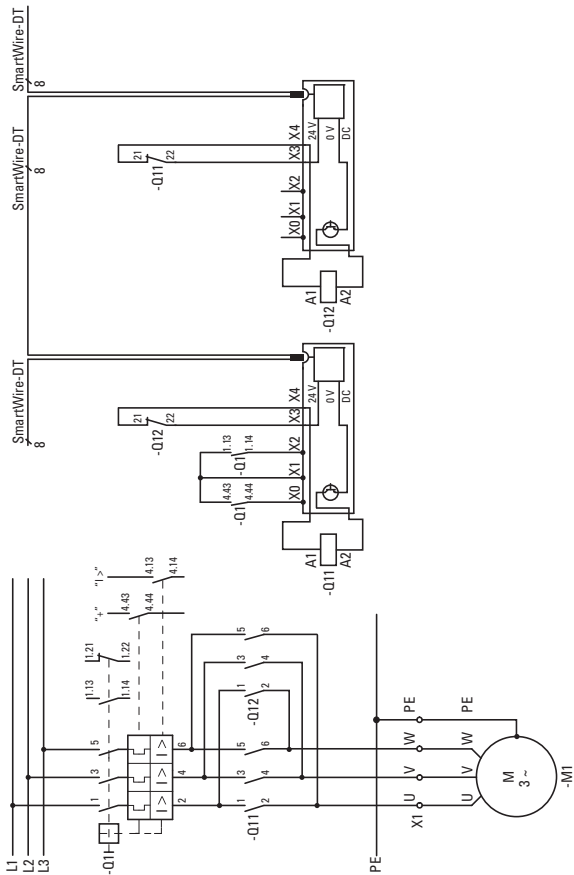 SmartWire-DT
8
SmartWire-DT
8
SmartWire-DT
8
-Q11
21
22
X0
X1
X2
X3
X4
24 V
0 V
DC
A1
A2
-Q12
-Q12
21
22
-Q1
4.43
4.44
-Q1
1.13
1.14
X0
X1
X2
X3
X4
24 V
0 V
DC
A1
A2
-Q11
L1
L2
L3
-Q1
1
3
5
I>
I>
I>
2
4
6
1.13
1.14
1.21
1.22
"+"
4.43
4.44
"I >"
4.13
4.14
-Q11
1
2
3
4
5
6
-Q12
1
2
3
4
5
6
PE
X1
U
V
W
PE
U
V
W
PE
M
3 ~
-M1